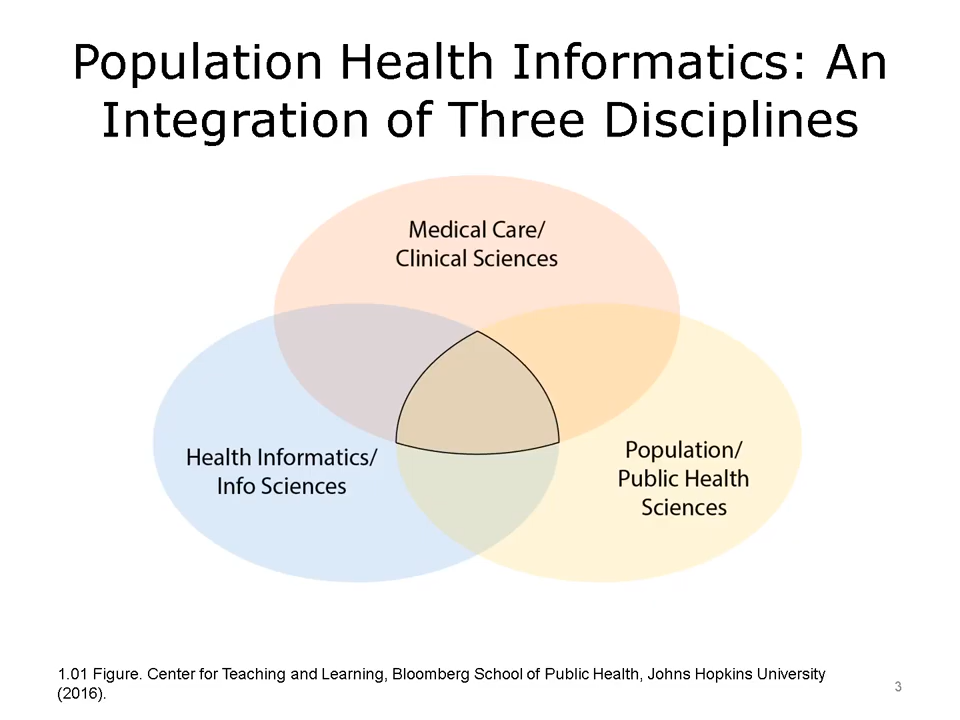 Population Health Informatics: An
Integration of Three Disciplines
Medical Care/
Clinical Sciences
Health Informatics/
Info Sciences
Population/
Public Health
Sciences
1.01 Figure. Center for Teaching and Learning, Bloomberg School of Public Health, Johns Hopkins University
(2016).
3